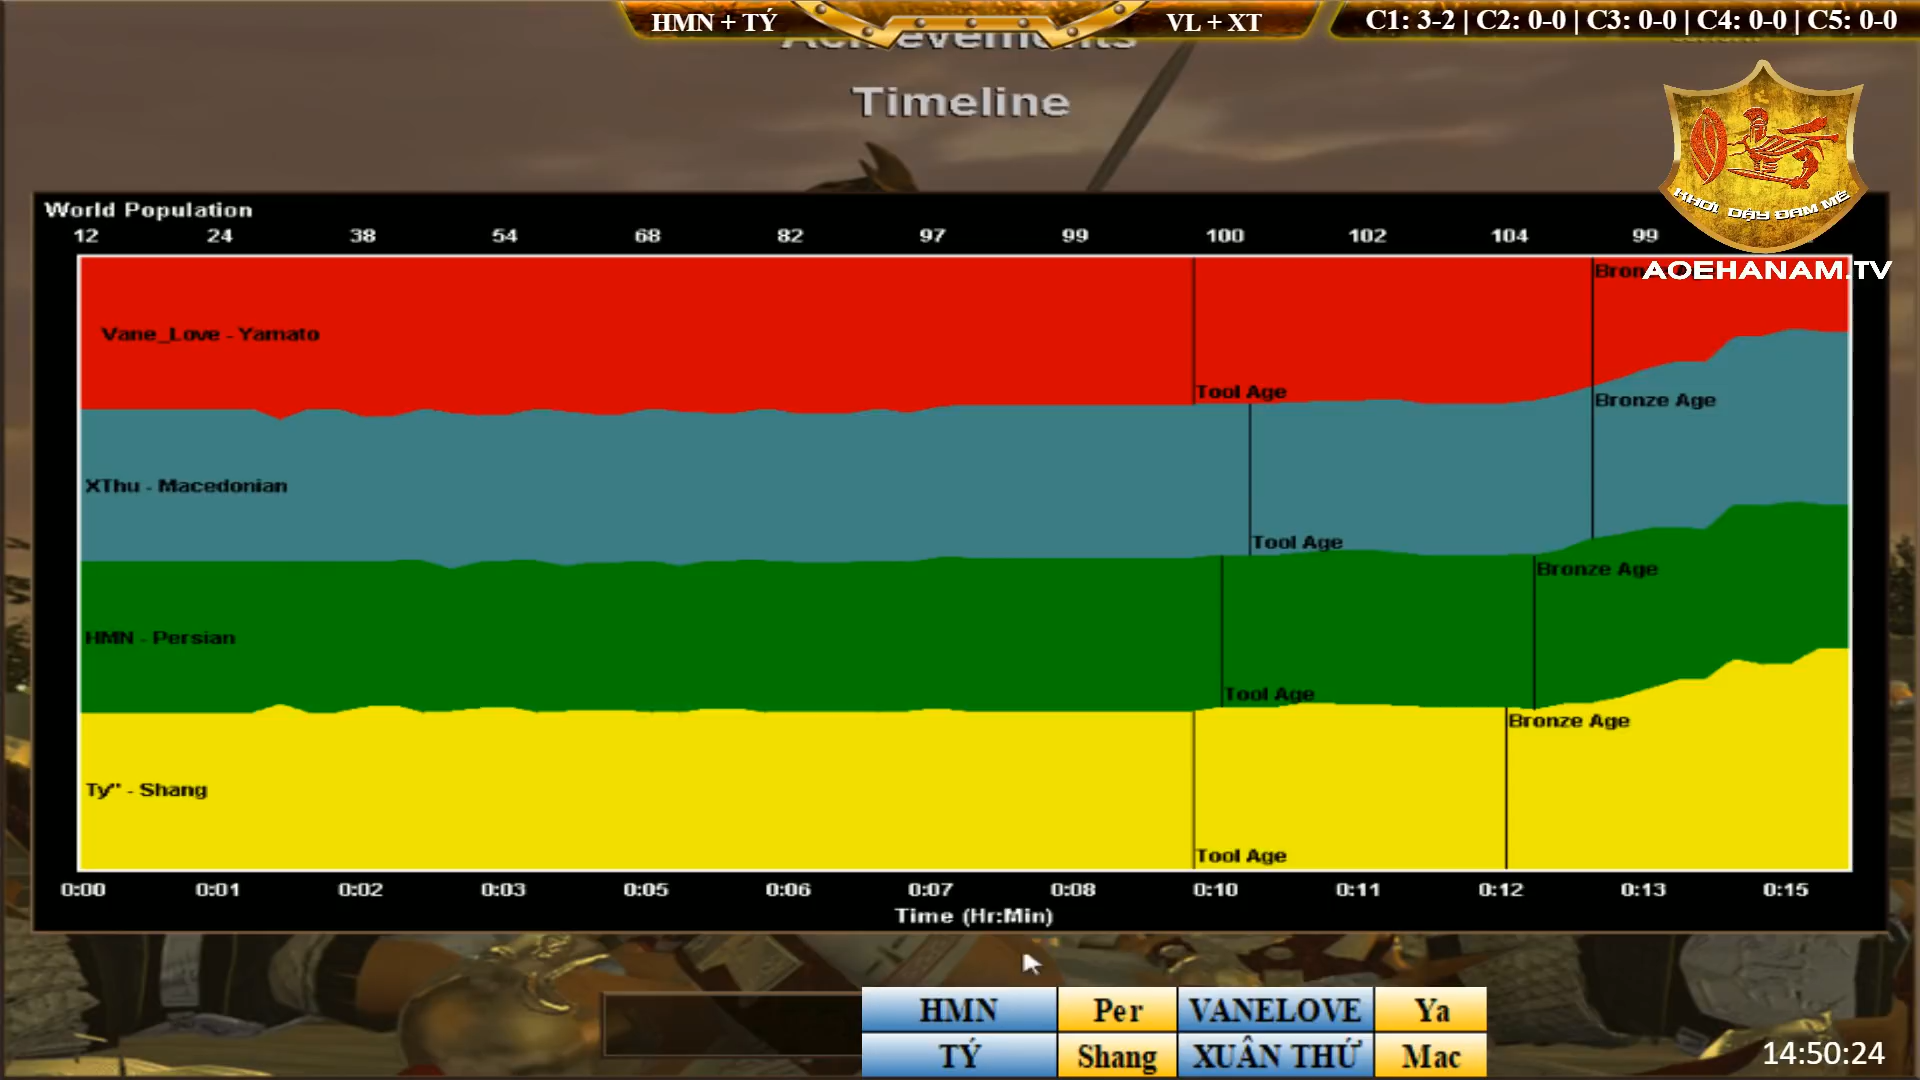 HMN + TÝ
VL + XT
C1: 3-2 | C2: 0-0 | C3: 0-0 | C4: 0-0 | C5: 0-0
Achievements
Timeline
KHƠI DẬY ĐAM MÊ
AOEHANAM.TV
World Population
12 24 38 54 68 82 97 99 100 102 104 99
Vane_Love - Yamato
Tool Age
XThu - Macedonian
Bronze Age
Tool Age
HMN - Persian
Bronze Age
Tool Age
Ty'' - Shang
Bronze Age
Tool Age
0:00 0:01 0:02 0:03 0:05 0:06 0:07 0:08 0:10 0:11 0:12 0:13 0:15
Time (Hr:Min)
HMN Per VANELOVE Ya
TÝ Shang XUÂN THỨ Mac
14:50:24